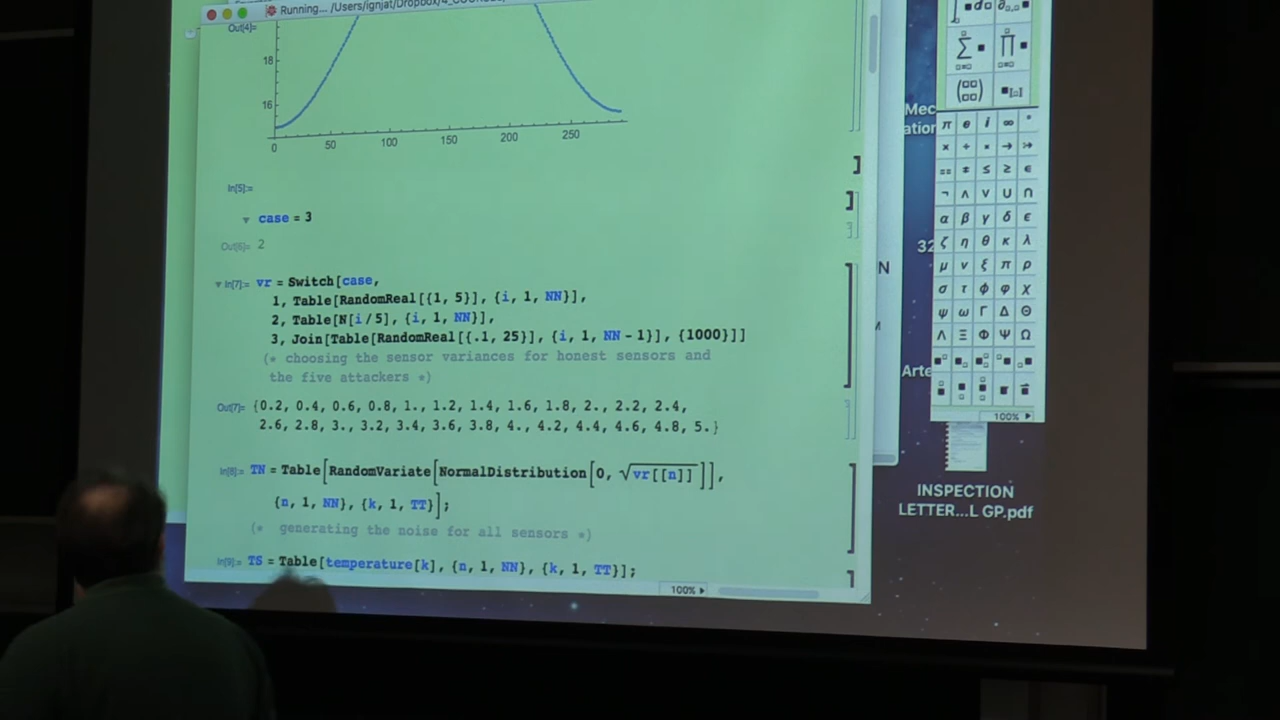 Running... /Users/ignjat/Dropbox/
Out[4]=
18
16
0 50 100 150 200 250
In[5]:=
case = 3
Out[6]= 2
In[7]:= vr = Switch[case,
1, Table[RandomReal[{1, 5}], {i, 1, NN}],
2, Table[N[i/5], {i, 1, NN}],
3, Join[Table[RandomReal[{.1, 25}], {i, 1, NN - 1}], {1000}]]
(* choosing the sensor variances for honest sensors and
the five attackers *)
Out[7]= {0.2, 0.4, 0.6, 0.8, 1., 1.2, 1.4, 1.6, 1.8, 2., 2.2, 2.4,
2.6, 2.8, 3., 3.2, 3.4, 3.6, 3.8, 4., 4.2, 4.4, 4.6, 4.8, 5.}
In[8]:= TN = Table[RandomVariate[NormalDistribution[0, √vr[[n]]]],
{n, 1, NN}, {k, 1, TT}];
(* generating the noise for all sensors *)
In[9]:= TS = Table[temperature[k], {n, 1, NN}, {k, 1, TT}];
100%
Mec
ation
32
N
Arte
π e i ∞ °
× ÷ × → ↦
== ≠ ≤ ≥ ∈
¬ ∧ ∨ ∪ ∩
α β γ δ ϵ
ζ η θ κ λ
μ ν ξ π ρ
σ τ ϕ φ χ
ψ ω Γ Δ Θ
Λ Ξ Φ Ψ Ω
100%
INSPECTION
LETTER...L GP.pdf